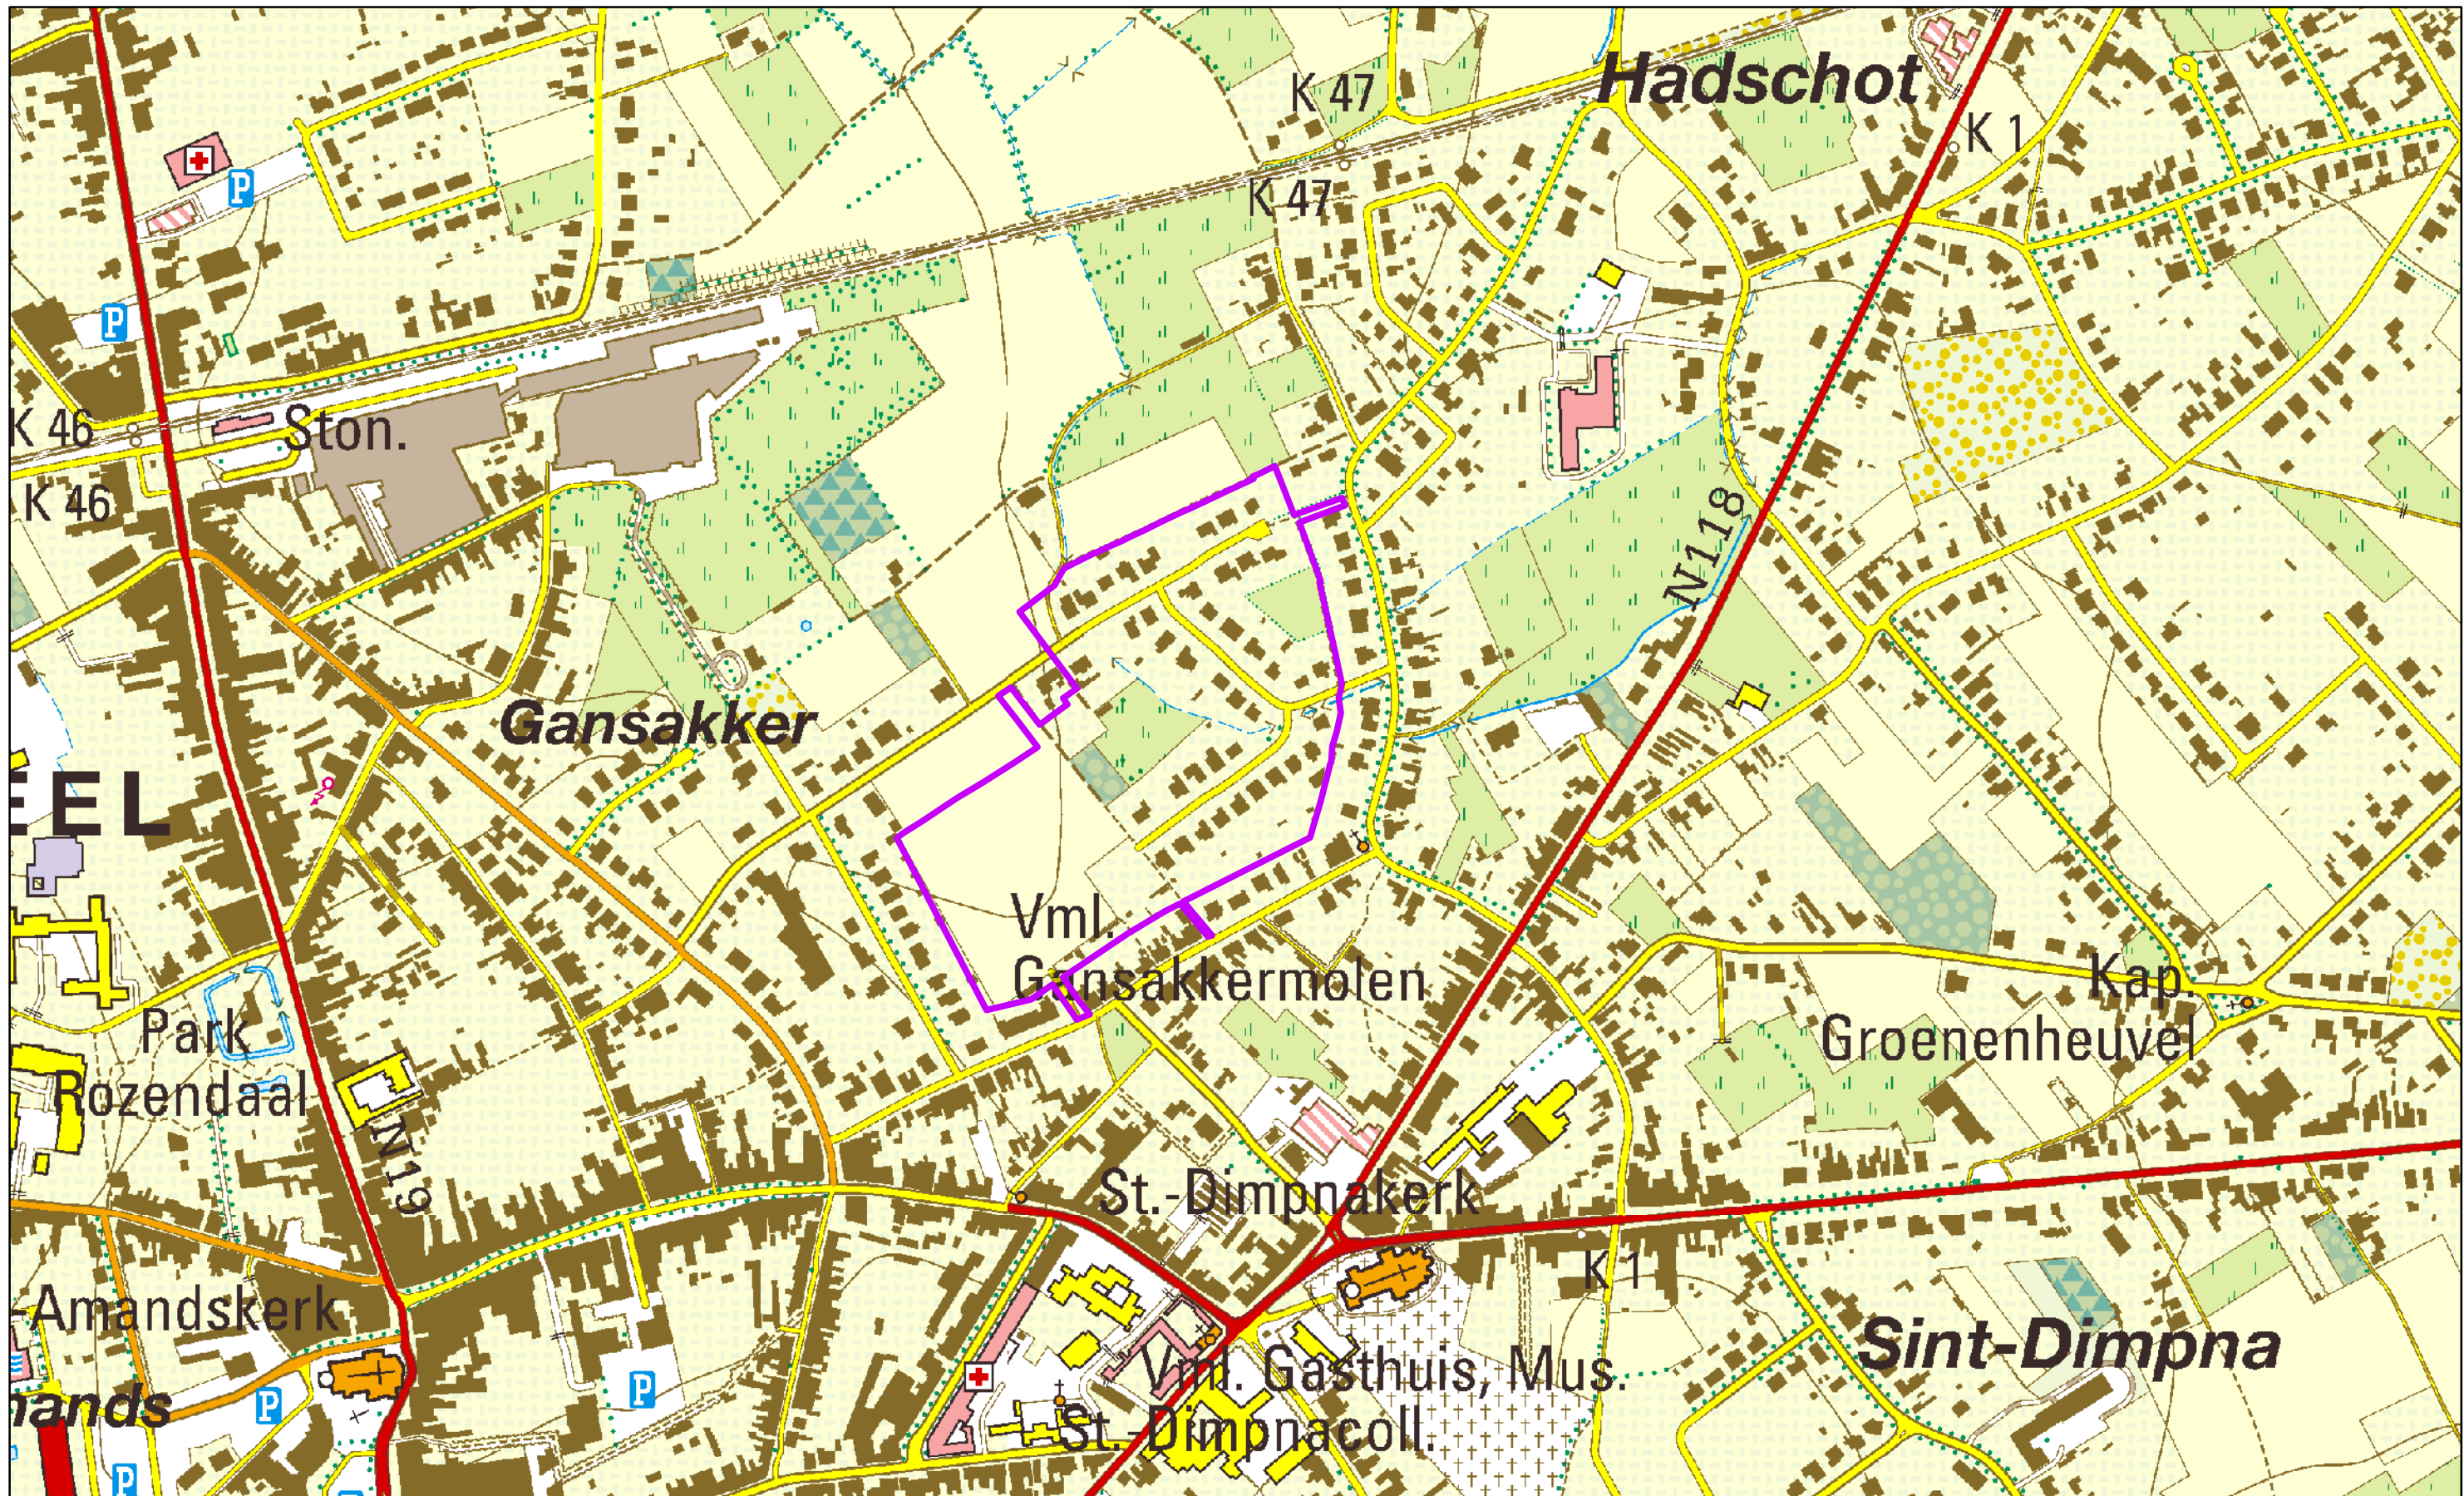 K 47
Hadschot
K 1
P
K 47
P
K 46
Ston.
K 46
N118
Gansakker
EEL
Vml.
Gansakkermolen
Kap.
Groenenheuvel
Park
Rozendaal
N19
St.-Dimpnakerk
K 1
-Amandskerk
Sint-Dimpna
Vml. Gasthuis, Mus.
P
P
nands
St.-Dimpnacoll.
P